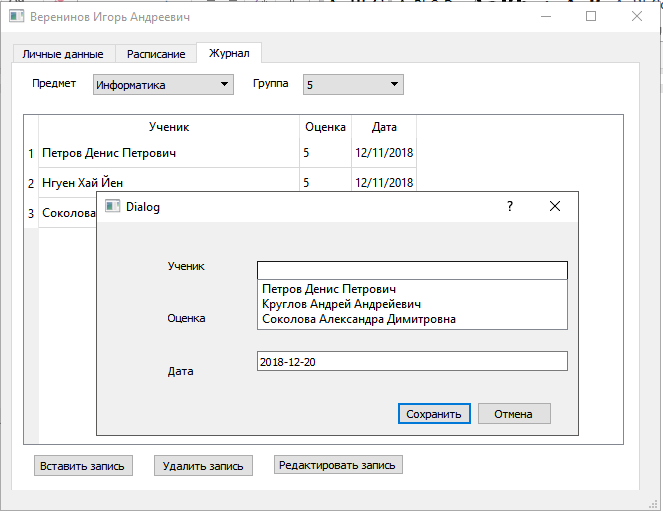 Веренинов Игорь Андреевич
Личные данные Расписание Журнал
Предмет Информатика Группа 5
Ученик Оценка Дата
1 Петров Денис Петрович 5 12/11/2018
2 Нгуен Хай Йен 5 12/11/2018
3 Соколова
Dialog ?
Ученик
Петров Денис Петрович
Круглов Андрей Андрейевич
Соколова Александра Димитровна
Оценка
2018-12-20
Дата
Сохранить Отмена
Вставить запись Удалить запись Редактировать запись